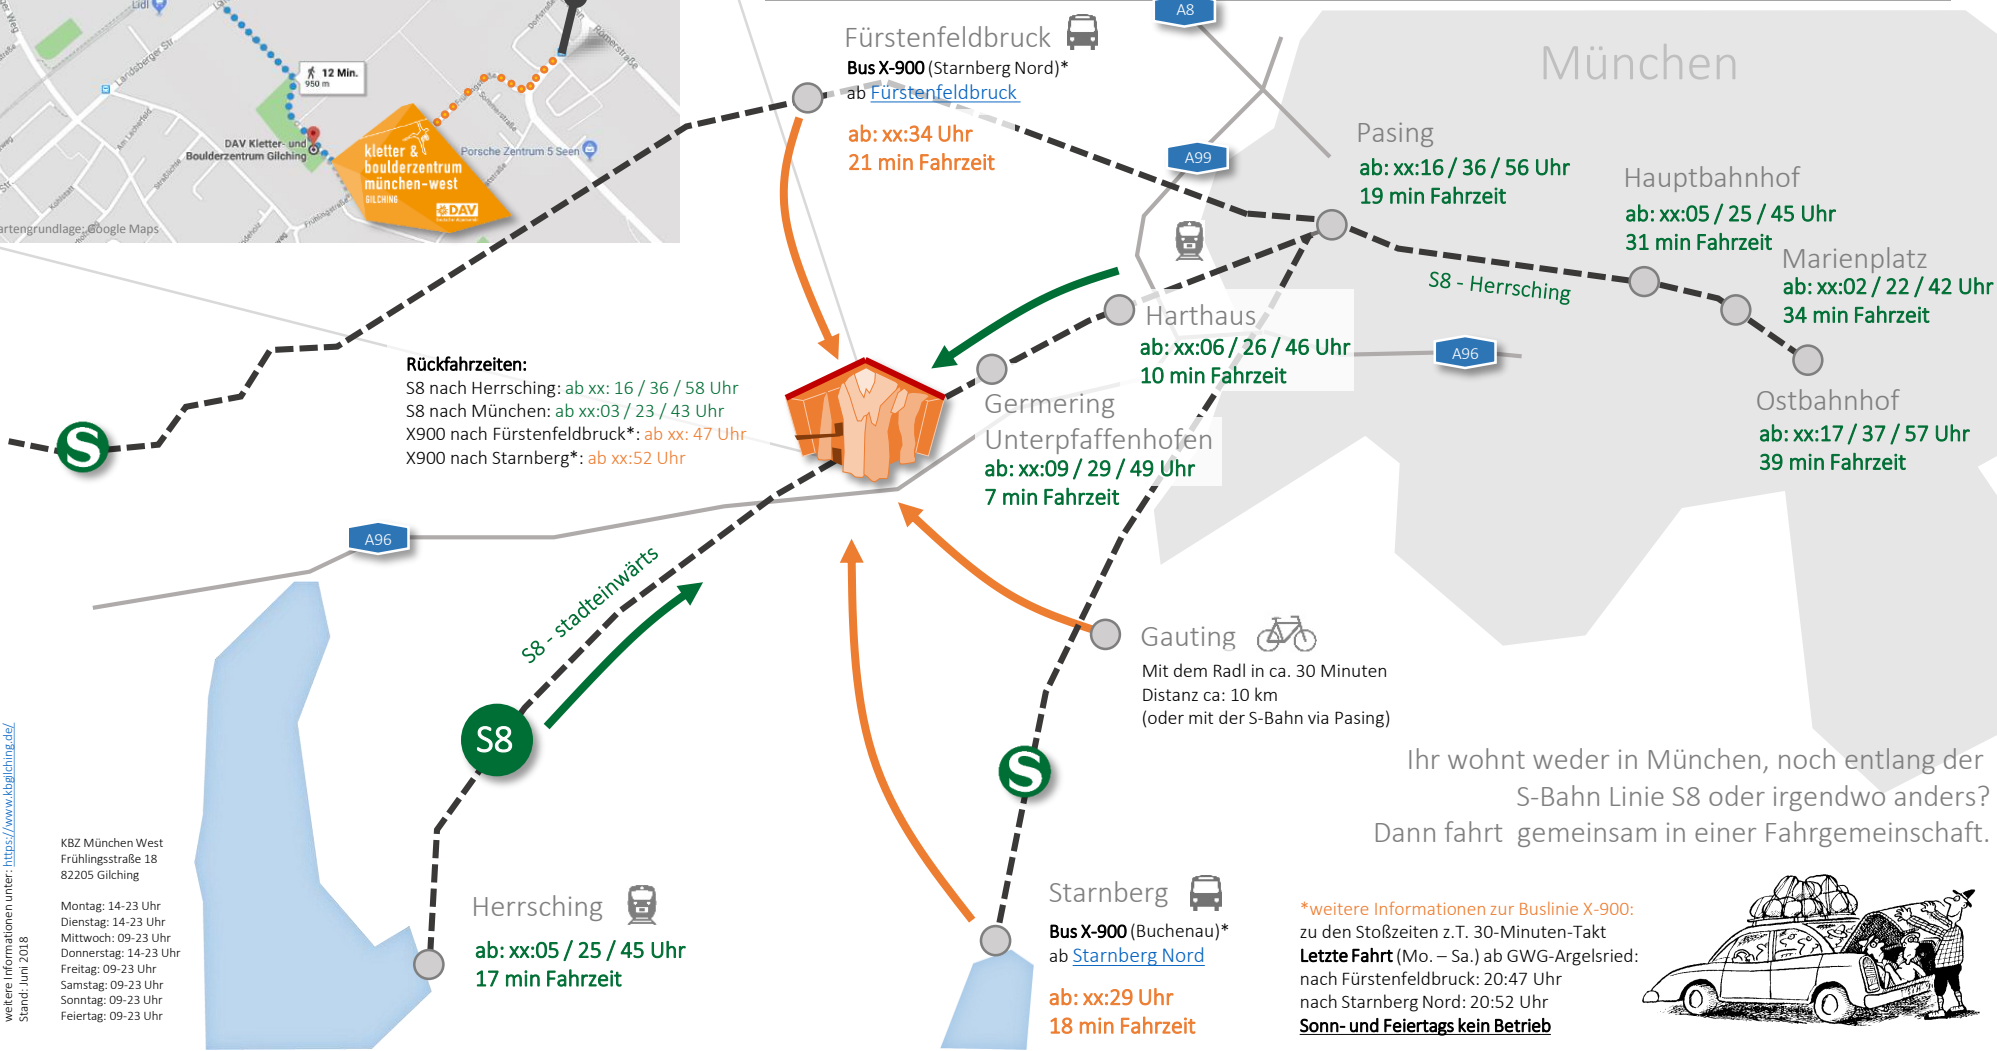 Lidl
Landsberger Str
12 Min.
950 m
DAV Kletter- und
Boulderzentrum Gilching
kletter &
boulderzentrum
münchen-west
GILCHING
DAV
Porsche Zentrum 5 Seen
Römerstraße
Frühlingstraße
artengrundlage: Google Maps
Fürstenfeldbruck
Bus X-900 (Starnberg Nord)*
ab Fürstenfeldbruck
ab: xx:34 Uhr
21 min Fahrzeit
A8
München
A99
Pasing
ab: xx:16 / 36 / 56 Uhr
19 min Fahrzeit
Hauptbahnhof
ab: xx:05 / 25 / 45 Uhr
31 min Fahrzeit
Marienplatz
ab: xx:02 / 22 / 42 Uhr
34 min Fahrzeit
S8 - Herrsching
Ostbahnhof
ab: xx:17 / 37 / 57 Uhr
39 min Fahrzeit
A96
Harthaus
ab: xx:06 / 26 / 46 Uhr
10 min Fahrzeit
Germering
Unterpfaffenhofen
ab: xx:09 / 29 / 49 Uhr
7 min Fahrzeit
Rückfahrzeiten:
S8 nach Herrsching: ab xx: 16 / 36 / 58 Uhr
S8 nach München: ab xx:03 / 23 / 43 Uhr
X900 nach Fürstenfeldbruck*: ab xx: 47 Uhr
X900 nach Starnberg*: ab xx:52 Uhr
S
A96
S8 - stadteinwärts
S8
Gauting
Mit dem Radl in ca. 30 Minuten
Distanz ca: 10 km
(oder mit der S-Bahn via Pasing)
S
Ihr wohnt weder in München, noch entlang der
S-Bahn Linie S8 oder irgendwo anders?
Dann fahrt gemeinsam in einer Fahrgemeinschaft.
weitere Informationen unter: https://www.kbgilching.de/
Stand: Juni 2018
KBZ München West
Frühlingsstraße 18
82205 Gilching
Montag: 14-23 Uhr
Dienstag: 14-23 Uhr
Mittwoch: 09-23 Uhr
Donnerstag: 14-23 Uhr
Freitag: 09-23 Uhr
Samstag: 09-23 Uhr
Sonntag: 09-23 Uhr
Feiertag: 09-23 Uhr
Herrsching
ab: xx:05 / 25 / 45 Uhr
17 min Fahrzeit
Starnberg
Bus X-900 (Buchenau)*
ab Starnberg Nord
ab: xx:29 Uhr
18 min Fahrzeit
*weitere Informationen zur Buslinie X-900:
zu den Stoßzeiten z.T. 30-Minuten-Takt
Letzte Fahrt (Mo. – Sa.) ab GWG-Argelsried:
nach Fürstenfeldbruck: 20:47 Uhr
nach Starnberg Nord: 20:52 Uhr
Sonn- und Feiertags kein Betrieb